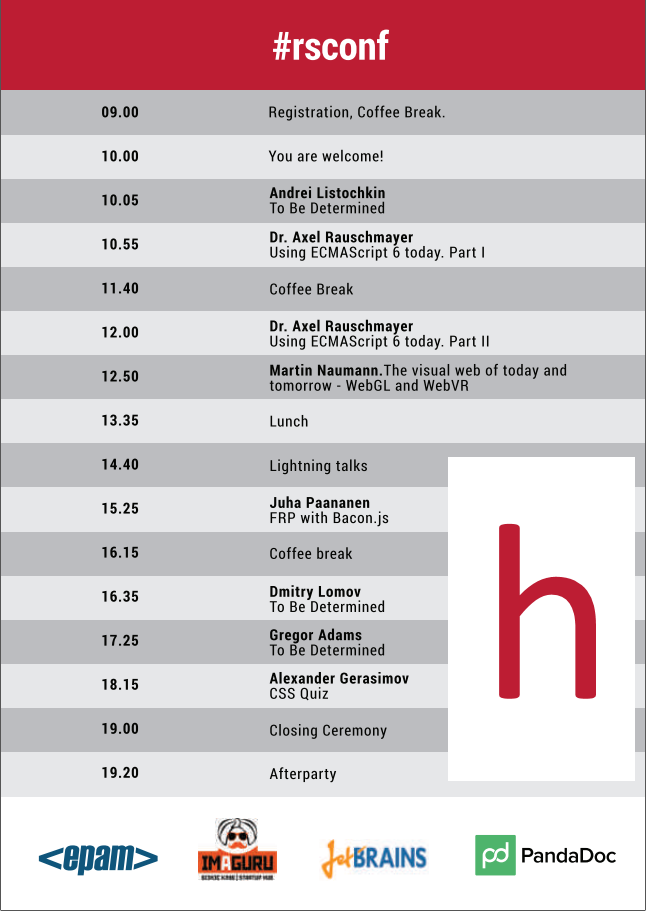 #rsconf
09.00 Registration, Coffee Break.
10.00 You are welcome!
10.05 Andrei Listochkin
To Be Determined
10.55 Dr. Axel Rauschmayer
Using ECMAScript 6 today. Part I
11.40 Coffee Break
12.00 Dr. Axel Rauschmayer
Using ECMAScript 6 today. Part II
12.50 Martin Naumann.The visual web of today and
tomorrow - WebGL and WebVR
13.35 Lunch
14.40 Lightning talks
15.25 Juha Paananen
FRP with Bacon.js
16.15 Coffee break
16.35 Dmitry Lomov
To Be Determined
17.25 Gregor Adams
To Be Determined
18.15 Alexander Gerasimov
CSS Quiz
19.00 Closing Ceremony
19.20 Afterparty
h
<epam>
IMAGURU
JetBRAINS
pd PandaDoc